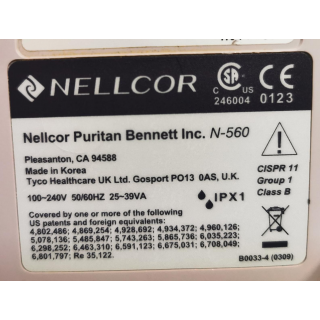 NELLCOR
C US
246004 0123
Nellcor Puritan Bennett Inc. N-560
Pleasanton, CA 94588
Made in Korea
Tyco Healthcare UK Ltd. Gosport PO13 0AS, U.K.
100~240V 50/60HZ 25~39VA
IPX1
CISPR 11
Group 1
Class B
Covered by one or more of the following
US patents and foreign equivalents:
4,802,486; 4,869,254; 4,928,692; 4,934,372; 4,960,126;
5,078,136; 5,485,847; 5,743,263; 5,865,736; 6,035,223;
6,298,252; 6,463,310; 6,591,123; 6,675,031; 6,708,049;
6,801,797; Re 35,122.
B0033-4 (0309)